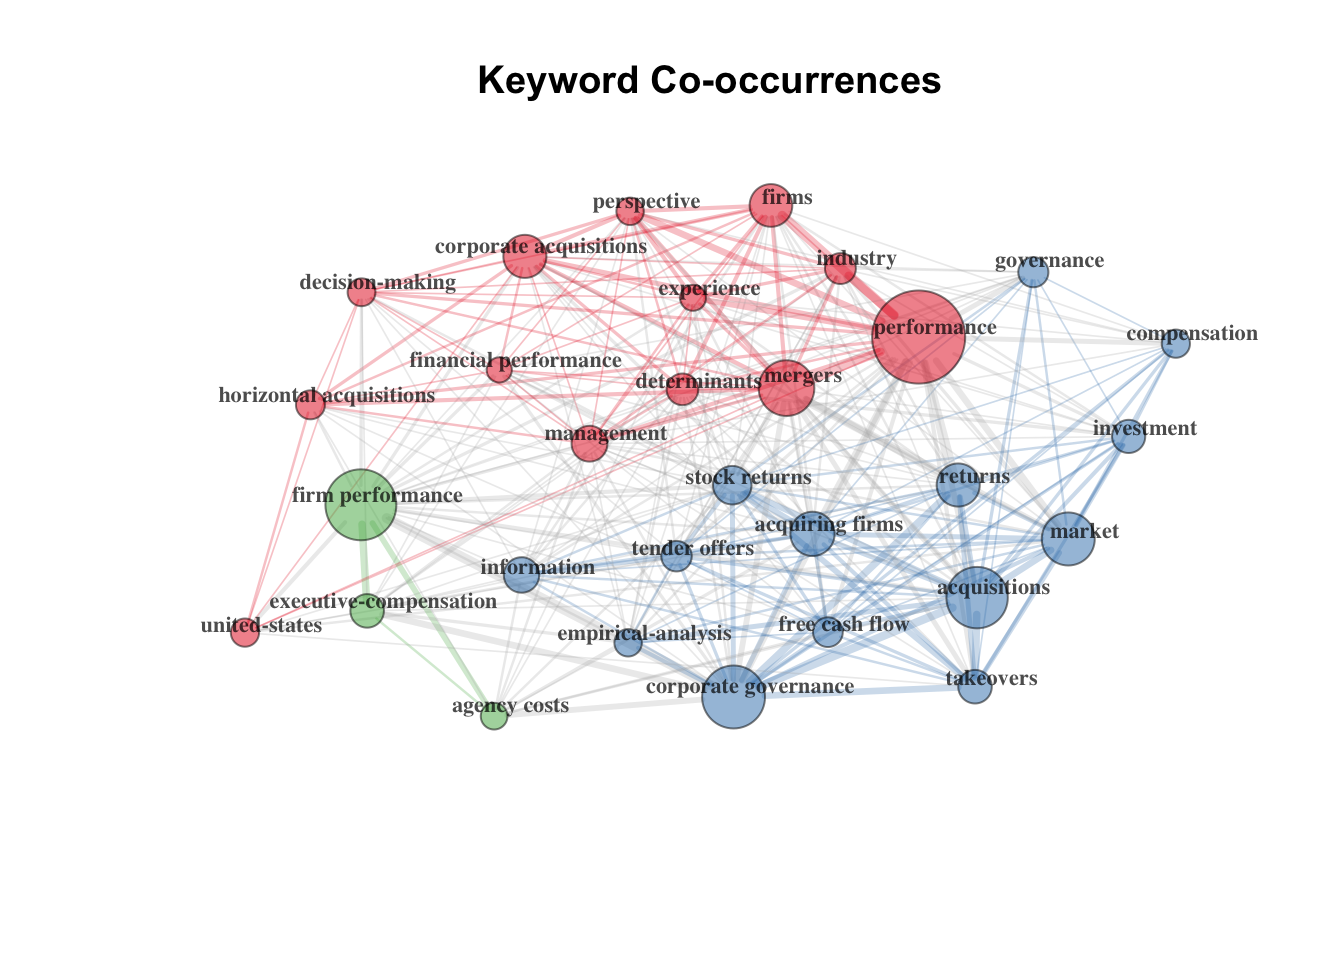 Keyword Co-occurrences
firms
perspective
corporate acquisitions
industry
governance
decision-making
experience
performance
compensation
financial performance
determinants
mergers
horizontal acquisitions
investment
management
stock returns
returns
firm performance
acquiring firms
market
tender offers
information
acquisitions
executive-compensation
united-states
free cash flow
empirical-analysis
takeovers
corporate governance
agency costs